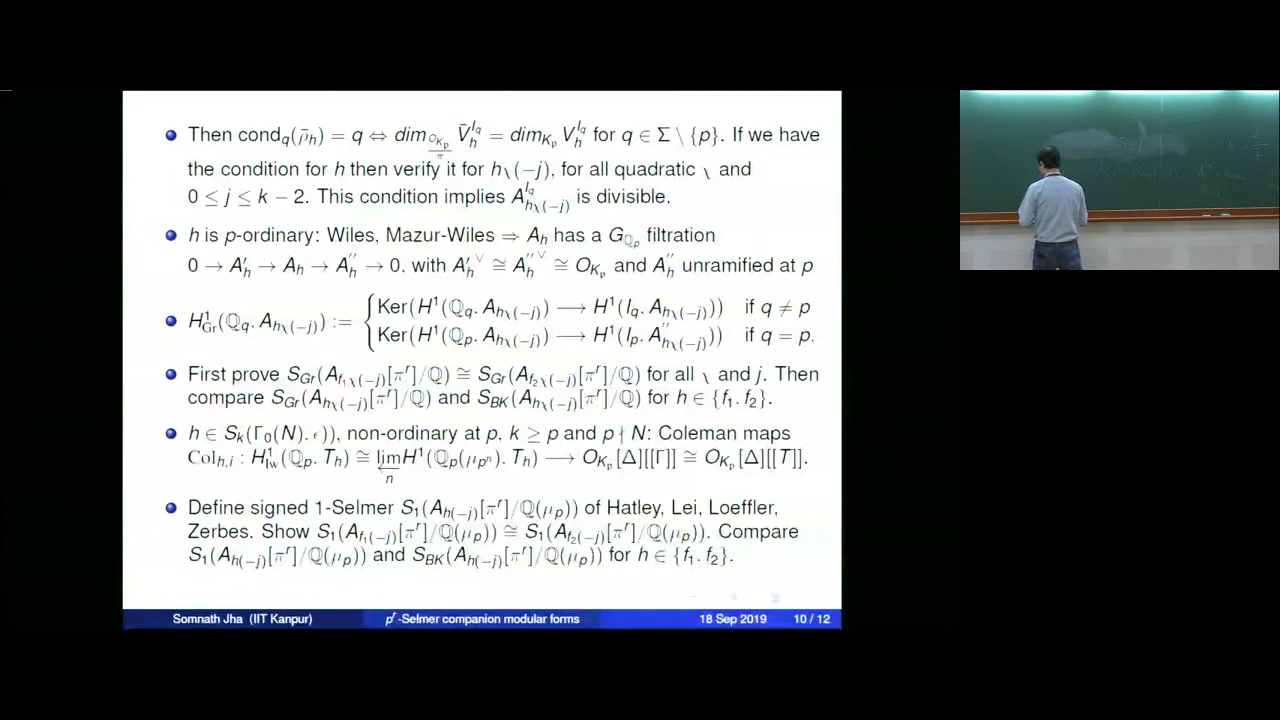 Then cond_q(ρ̄_h) = q ⇔ dim_{O_{K_p}/π} V̄_h^{I_q} = dim_{K_p} V_h^{I_q} for q ∈ Σ \ {p}. If we have
the condition for h then verify it for hχ(−j), for all quadratic χ and
0 ≤ j ≤ k − 2. This condition implies A_{hχ(−j)}^{I_q} is divisible.
h is p-ordinary: Wiles, Mazur-Wiles ⇒ A_h has a G_{ℚ_p} filtration
0 → A'_h → A_h → A''_h → 0. with A'_h^∨ ≅ A''_h^∨ ≅ O_{K_p} and A''_h unramified at p
H^1_{Gr}(ℚ_q, A_{hχ(−j)}) := { Ker(H^1(ℚ_q, A_{hχ(−j)}) ⟶ H^1(I_q, A_{hχ(−j)})) if q ≠ p
Ker(H^1(ℚ_p, A_{hχ(−j)}) ⟶ H^1(I_p, A''_{hχ(−j)})) if q = p.
First prove S_{Gr}(A_{f_1χ(−j)}[π^r]/ℚ) ≅ S_{Gr}(A_{f_2χ(−j)}[π^r]/ℚ) for all χ and j. Then
compare S_{Gr}(A_{hχ(−j)}[π^r]/ℚ) and S_{BK}(A_{hχ(−j)}[π^r]/ℚ) for h ∈ {f_1, f_2}.
h ∈ S_k(Γ_0(N), ϵ)), non-ordinary at p, k ≥ p and p ∤ N: Coleman maps
Col_{h,i} : H^1_{Iw}(ℚ_p, T_h) ≅ lim_{←n} H^1(ℚ_p(μ_{p^n}), T_h) ⟶ O_{K_p}[Δ][[Γ]] ≅ O_{K_p}[Δ][[T]].
Define signed 1-Selmer S_1(A_{h(−j)}[π^r]/ℚ(μ_p)) of Hatley, Lei, Loeffler,
Zerbes. Show S_1(A_{f_1(−j)}[π^r]/ℚ(μ_p)) ≅ S_1(A_{f_2(−j)}[π^r]/ℚ(μ_p)). Compare
S_1(A_{h(−j)}[π^r]/ℚ(μ_p)) and S_{BK}(A_{h(−j)}[π^r]/ℚ(μ_p)) for h ∈ {f_1, f_2}.
Somnath Jha (IIT Kanpur) p^r-Selmer companion modular forms 18 Sep 2019 10 / 12